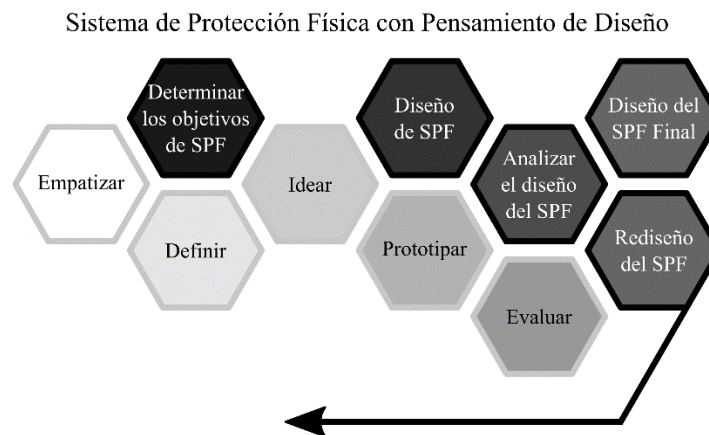 Sistema de Protección Física con Pensamiento de Diseño
Empatizar
Determinar
los objetivos
de SPF
Definir
Idear
Diseño
de SPF
Prototipar
Analizar
el diseño
del SPF
Evaluar
Diseño del
SPF Final
Rediseño
del SPF